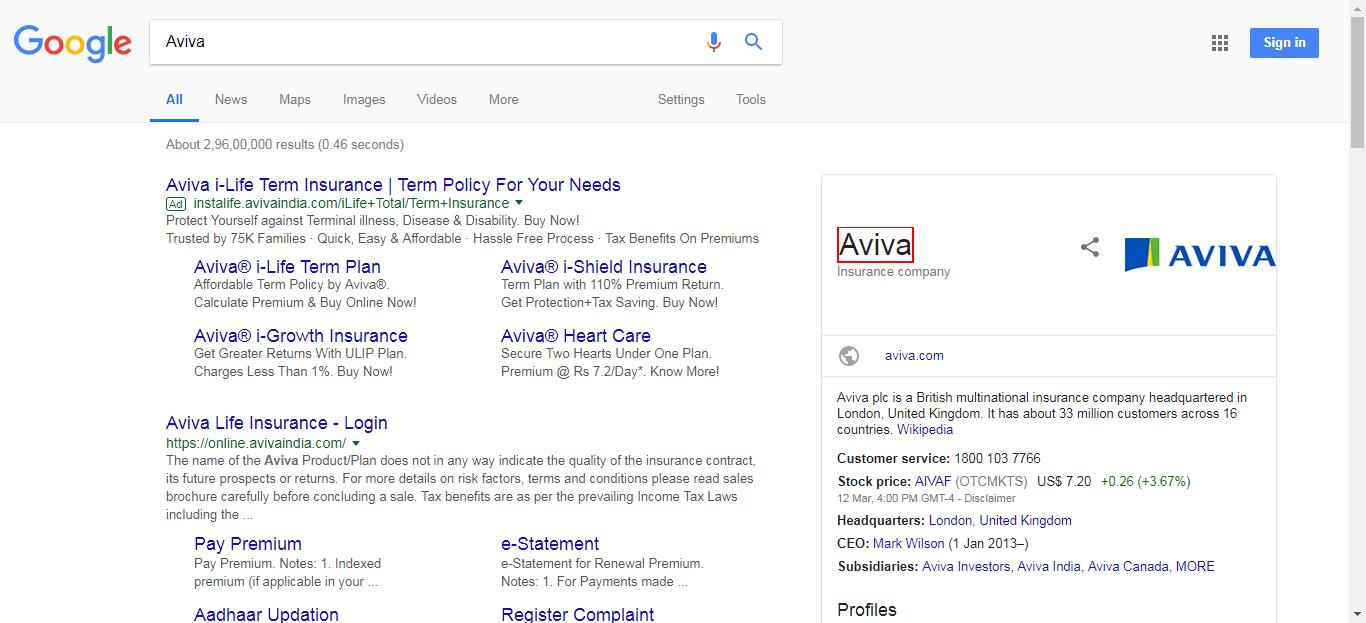 Google
Aviva
Sign in
All News Maps Images Videos More Settings Tools
About 2,96,00,000 results (0.46 seconds)
Aviva i-Life Term Insurance | Term Policy For Your Needs
Ad instalife.avivaindia.com/iLife+Total/Term+Insurance
Protect Yourself against Terminal illness, Disease & Disability. Buy Now!
Trusted by 75K Families · Quick, Easy & Affordable · Hassle Free Process · Tax Benefits On Premiums
Aviva® i-Life Term Plan
Affordable Term Policy by Aviva®.
Calculate Premium & Buy Online Now!
Aviva® i-Shield Insurance
Term Plan with 110% Premium Return.
Get Protection+Tax Saving. Buy Now!
Aviva® i-Growth Insurance
Get Greater Returns With ULIP Plan.
Charges Less Than 1%. Buy Now!
Aviva® Heart Care
Secure Two Hearts Under One Plan.
Premium @ Rs 7.2/Day*. Know More!
Aviva Life Insurance - Login
https://online.avivaindia.com/
The name of the Aviva Product/Plan does not in any way indicate the quality of the insurance contract,
its future prospects or returns. For more details on risk factors, terms and conditions please read sales
brochure carefully before concluding a sale. Tax benefits are as per the prevailing Income Tax Laws
including the ...
Pay Premium
Pay Premium. Notes: 1. Indexed
premium (if applicable in your ...
e-Statement
e-Statement for Renewal Premium.
Notes: 1. For Payments made ...
Aadhaar Updation
Register Complaint
Aviva
Insurance company
AVIVA
aviva.com
Aviva plc is a British multinational insurance company headquartered in
London, United Kingdom. It has about 33 million customers across 16
countries. Wikipedia
Customer service: 1800 103 7766
Stock price: AIVAF (OTCMKTS) US$ 7.20 +0.26 (+3.67%)
12 Mar, 4:00 PM GMT-4 - Disclaimer
Headquarters: London, United Kingdom
CEO: Mark Wilson (1 Jan 2013–)
Subsidiaries: Aviva Investors, Aviva India, Aviva Canada, MORE
Profiles